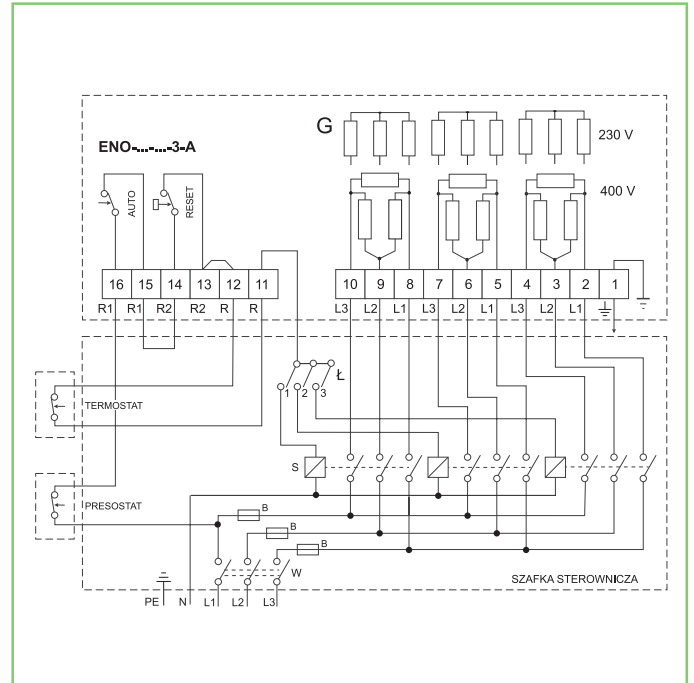 G
230 V
ENO-...-...-3-A
400 V
AUTO
RESET
16 15 14 13 12 11 10 9 8 7 6 5 4 3 2 1
R1 R1 R2 R2 R R L3 L2 L1 L3 L2 L1 L3 L2 L1
Ł
1 2 3
TERMOSTAT
S
PRESOSTAT
B
B
B
W
SZAFKA STEROWNICZA
PE N L1 L2 L3